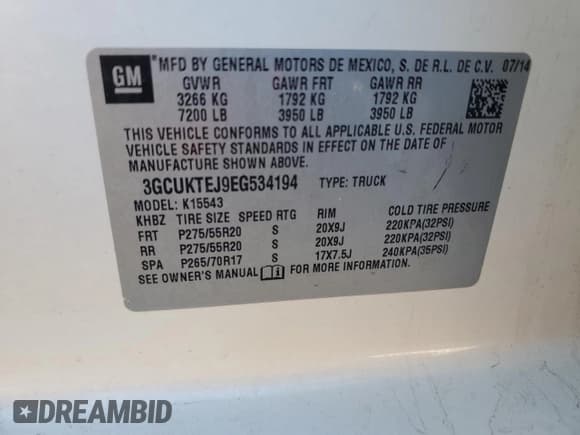 GM
*MFD BY GENERAL MOTORS DE MEXICO, S. DE R.L. DE C.V. 07/14
GVWR GAWR FRT GAWR RR
3266 KG 1792 KG 1792 KG
7200 LB 3950 LB 3950 LB
THIS VEHICLE CONFORMS TO ALL APPLICABLE U.S. FEDERAL MOTOR
VEHICLE SAFETY STANDARDS IN EFFECT ON THE DATE OF
MANUFACTURE SHOWN ABOVE.
3GCUKTEJ9EG534194 TYPE: TRUCK
MODEL: K15543
KHBZ TIRE SIZE SPEED RTG RIM COLD TIRE PRESSURE
FRT P275/55R20 S 20X9J 220KPA(32PSI)
RR P275/55R20 S 20X9J 220KPA(32PSI)
SPA P265/70R17 S 17X7.5J 240KPA(35PSI)
SEE OWNER'S MANUAL FOR MORE INFORMATION.
DREAMBID